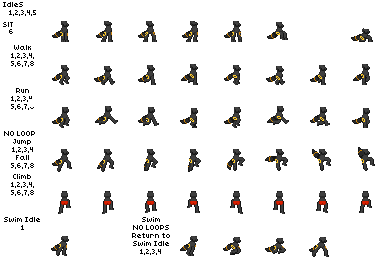 IdleS
1,2,3,4,5
SIT
6
Walk
1,2,3,4,
5,6,7,8
Run
1,2,3,4
5,6,7,
NO LOOP
Jump
1,2,3,4
Fall
5,6,7,8
Climb
1,2,3,4,
5,6,7,8
Swim Idle
1
Swim
NO LOOPS
Return to
Swim Idle
1,2,3,4